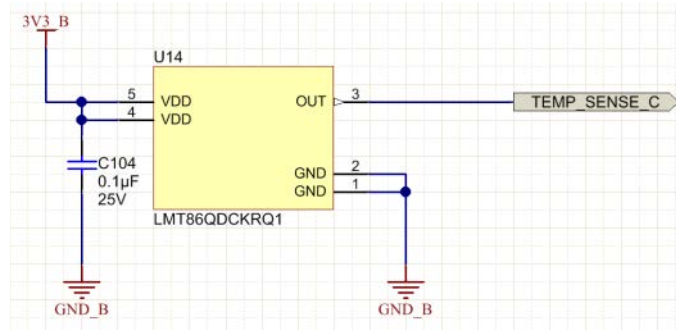 3V3_B
U14
5 VDD
4 VDD
OUT 3
TEMP_SENSE_C
C104
0.1µF
25V
GND 2
GND 1
LMT86QDCKRQ1
GND_B
GND_B